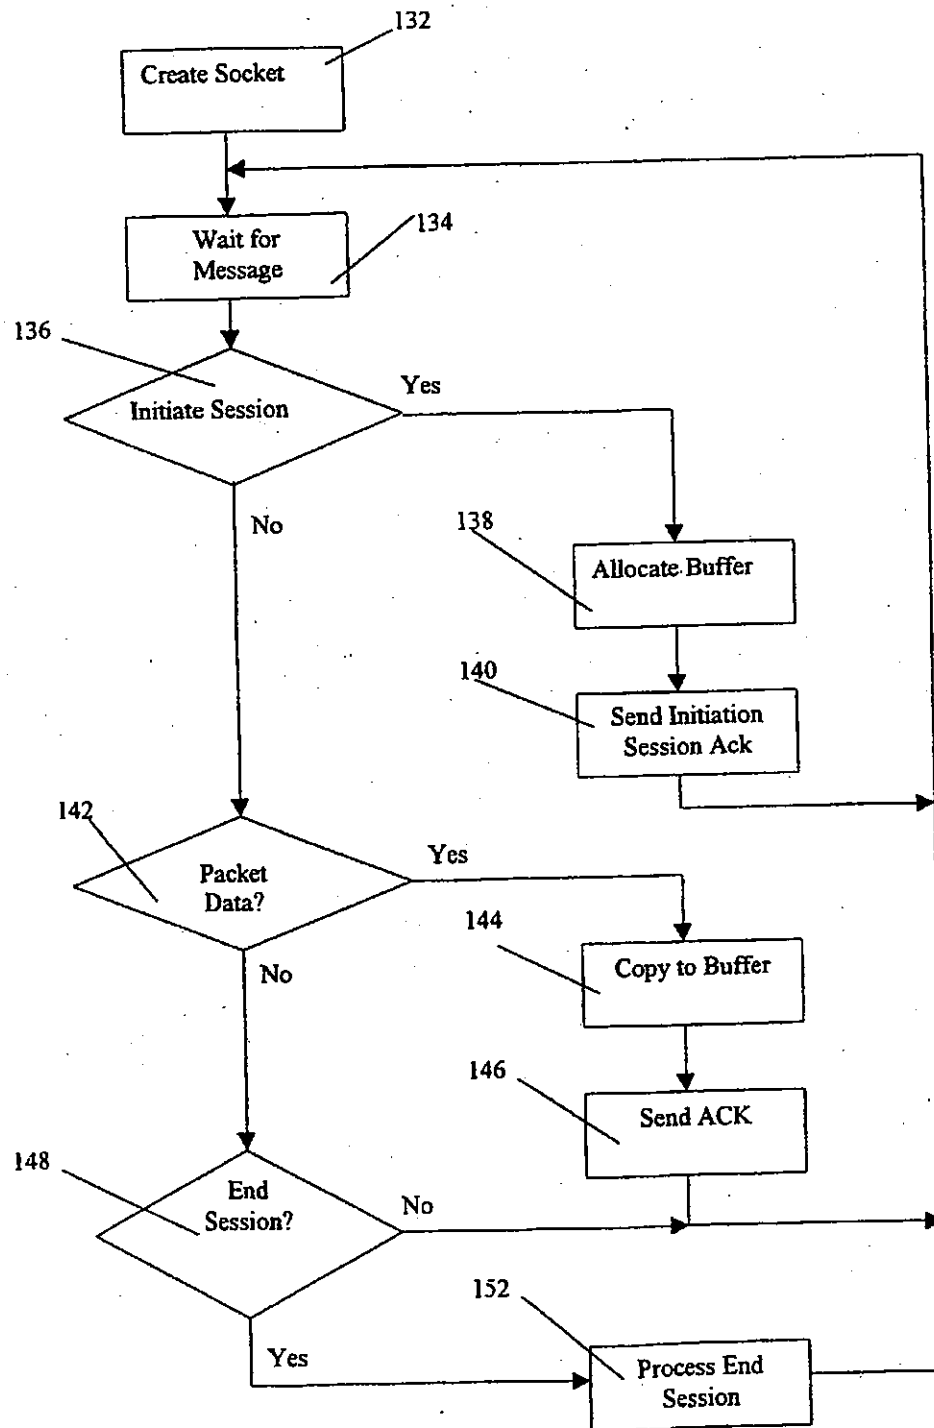 132
Create Socket
Wait for
Message
134
136
Initiate Session
Yes
No
138
Allocate Buffer
140
Send Initiation
Session Ack
142
Packet
Data?
Yes
No
144
Copy to Buffer
146
Send ACK
148
End
Session?
No
Yes
152
Process End
Session